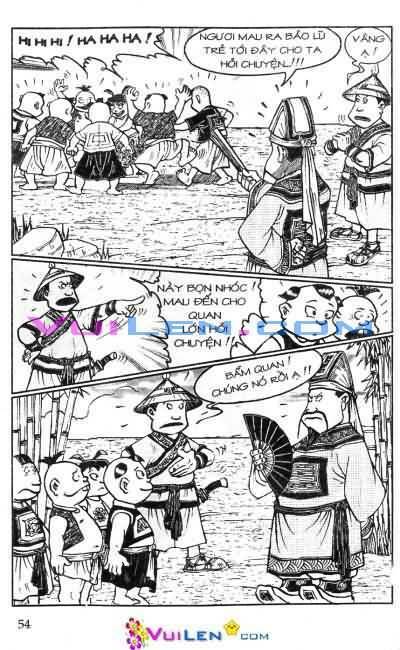 HI HI HI ! HA HA HA !
NGƯƠI MAU RA BẢO LŨ
TRẺ TỚI ĐÂY CHO TA
HỎI CHUYỆN...!!!
VÂNG
Ạ !
NÀY BỌN NHÓC !
MAU ĐẾN CHO
QUAN
LỚN HỎI
CHUYỆN !!
VuiLen.com
BẨM QUAN !
CHÚNG NÓ RỒI Ạ !!
54
VuiLen.com